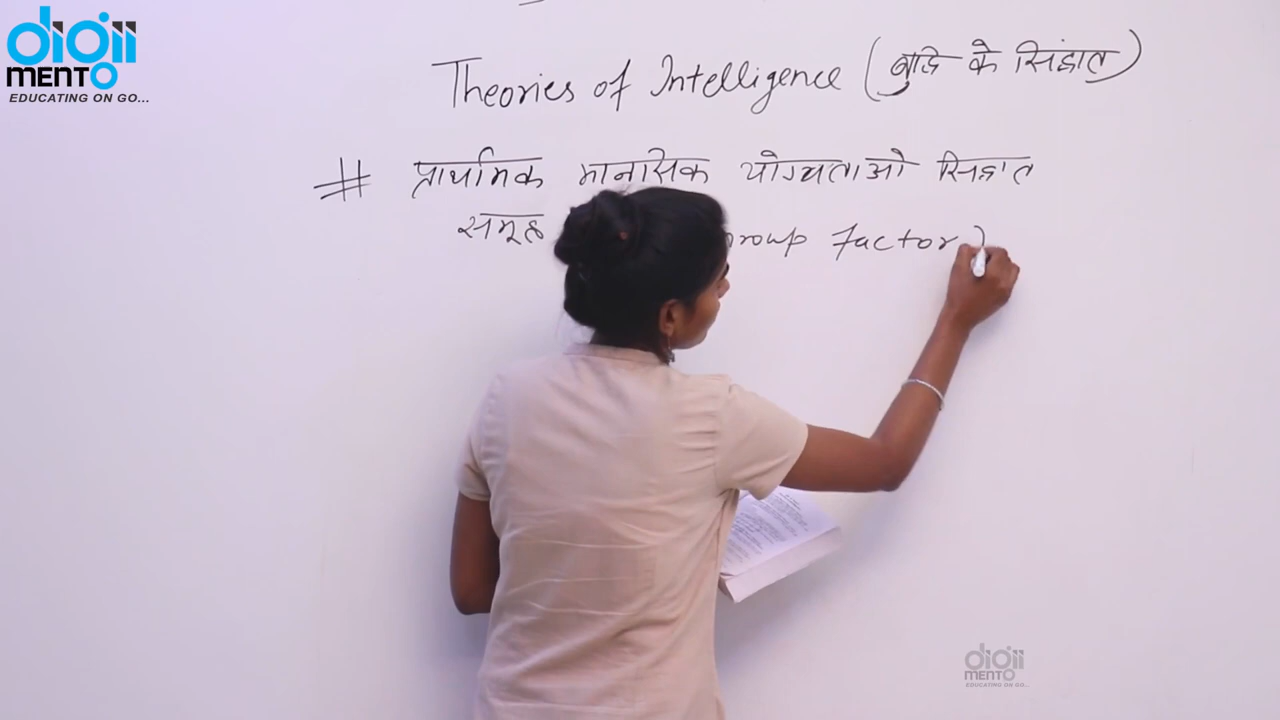 digii
MENTO
EDUCATING ON GO...
Theories of Intelligence (बुद्धि के सिद्धांत)
# प्राथमिक मानसिक योग्यताओ सिद्धात
समूह roup Factor)
digii
MENTO
EDUCATING ON GO...